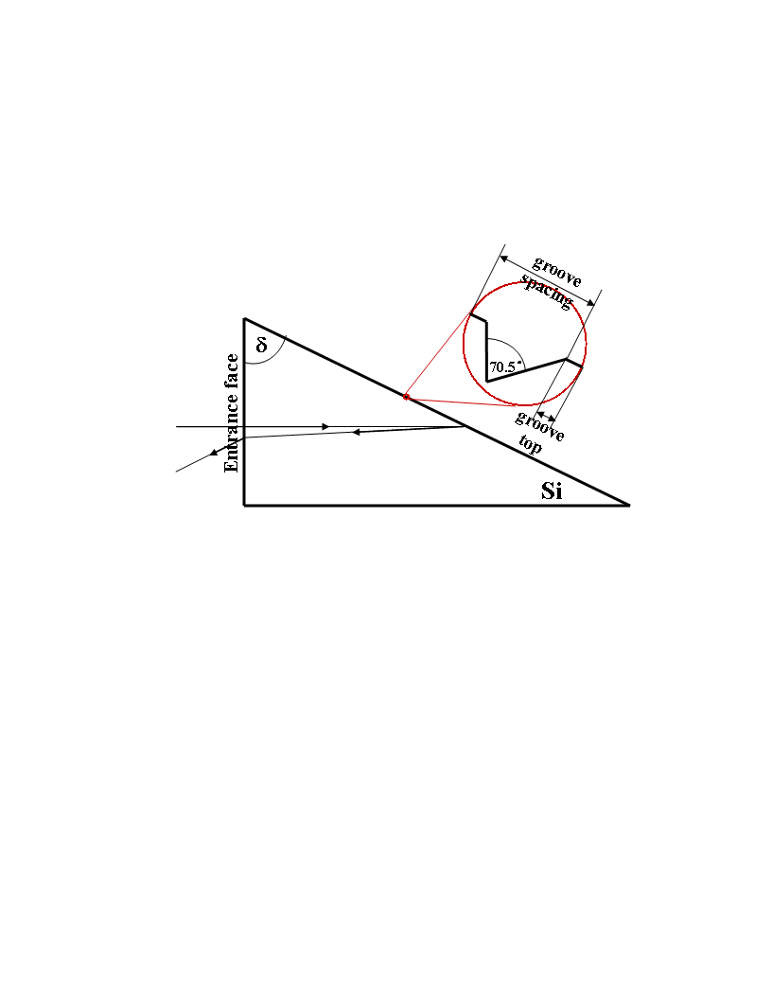 groove
spacing
δ
70.5°
Entrance face
groove
top
Si